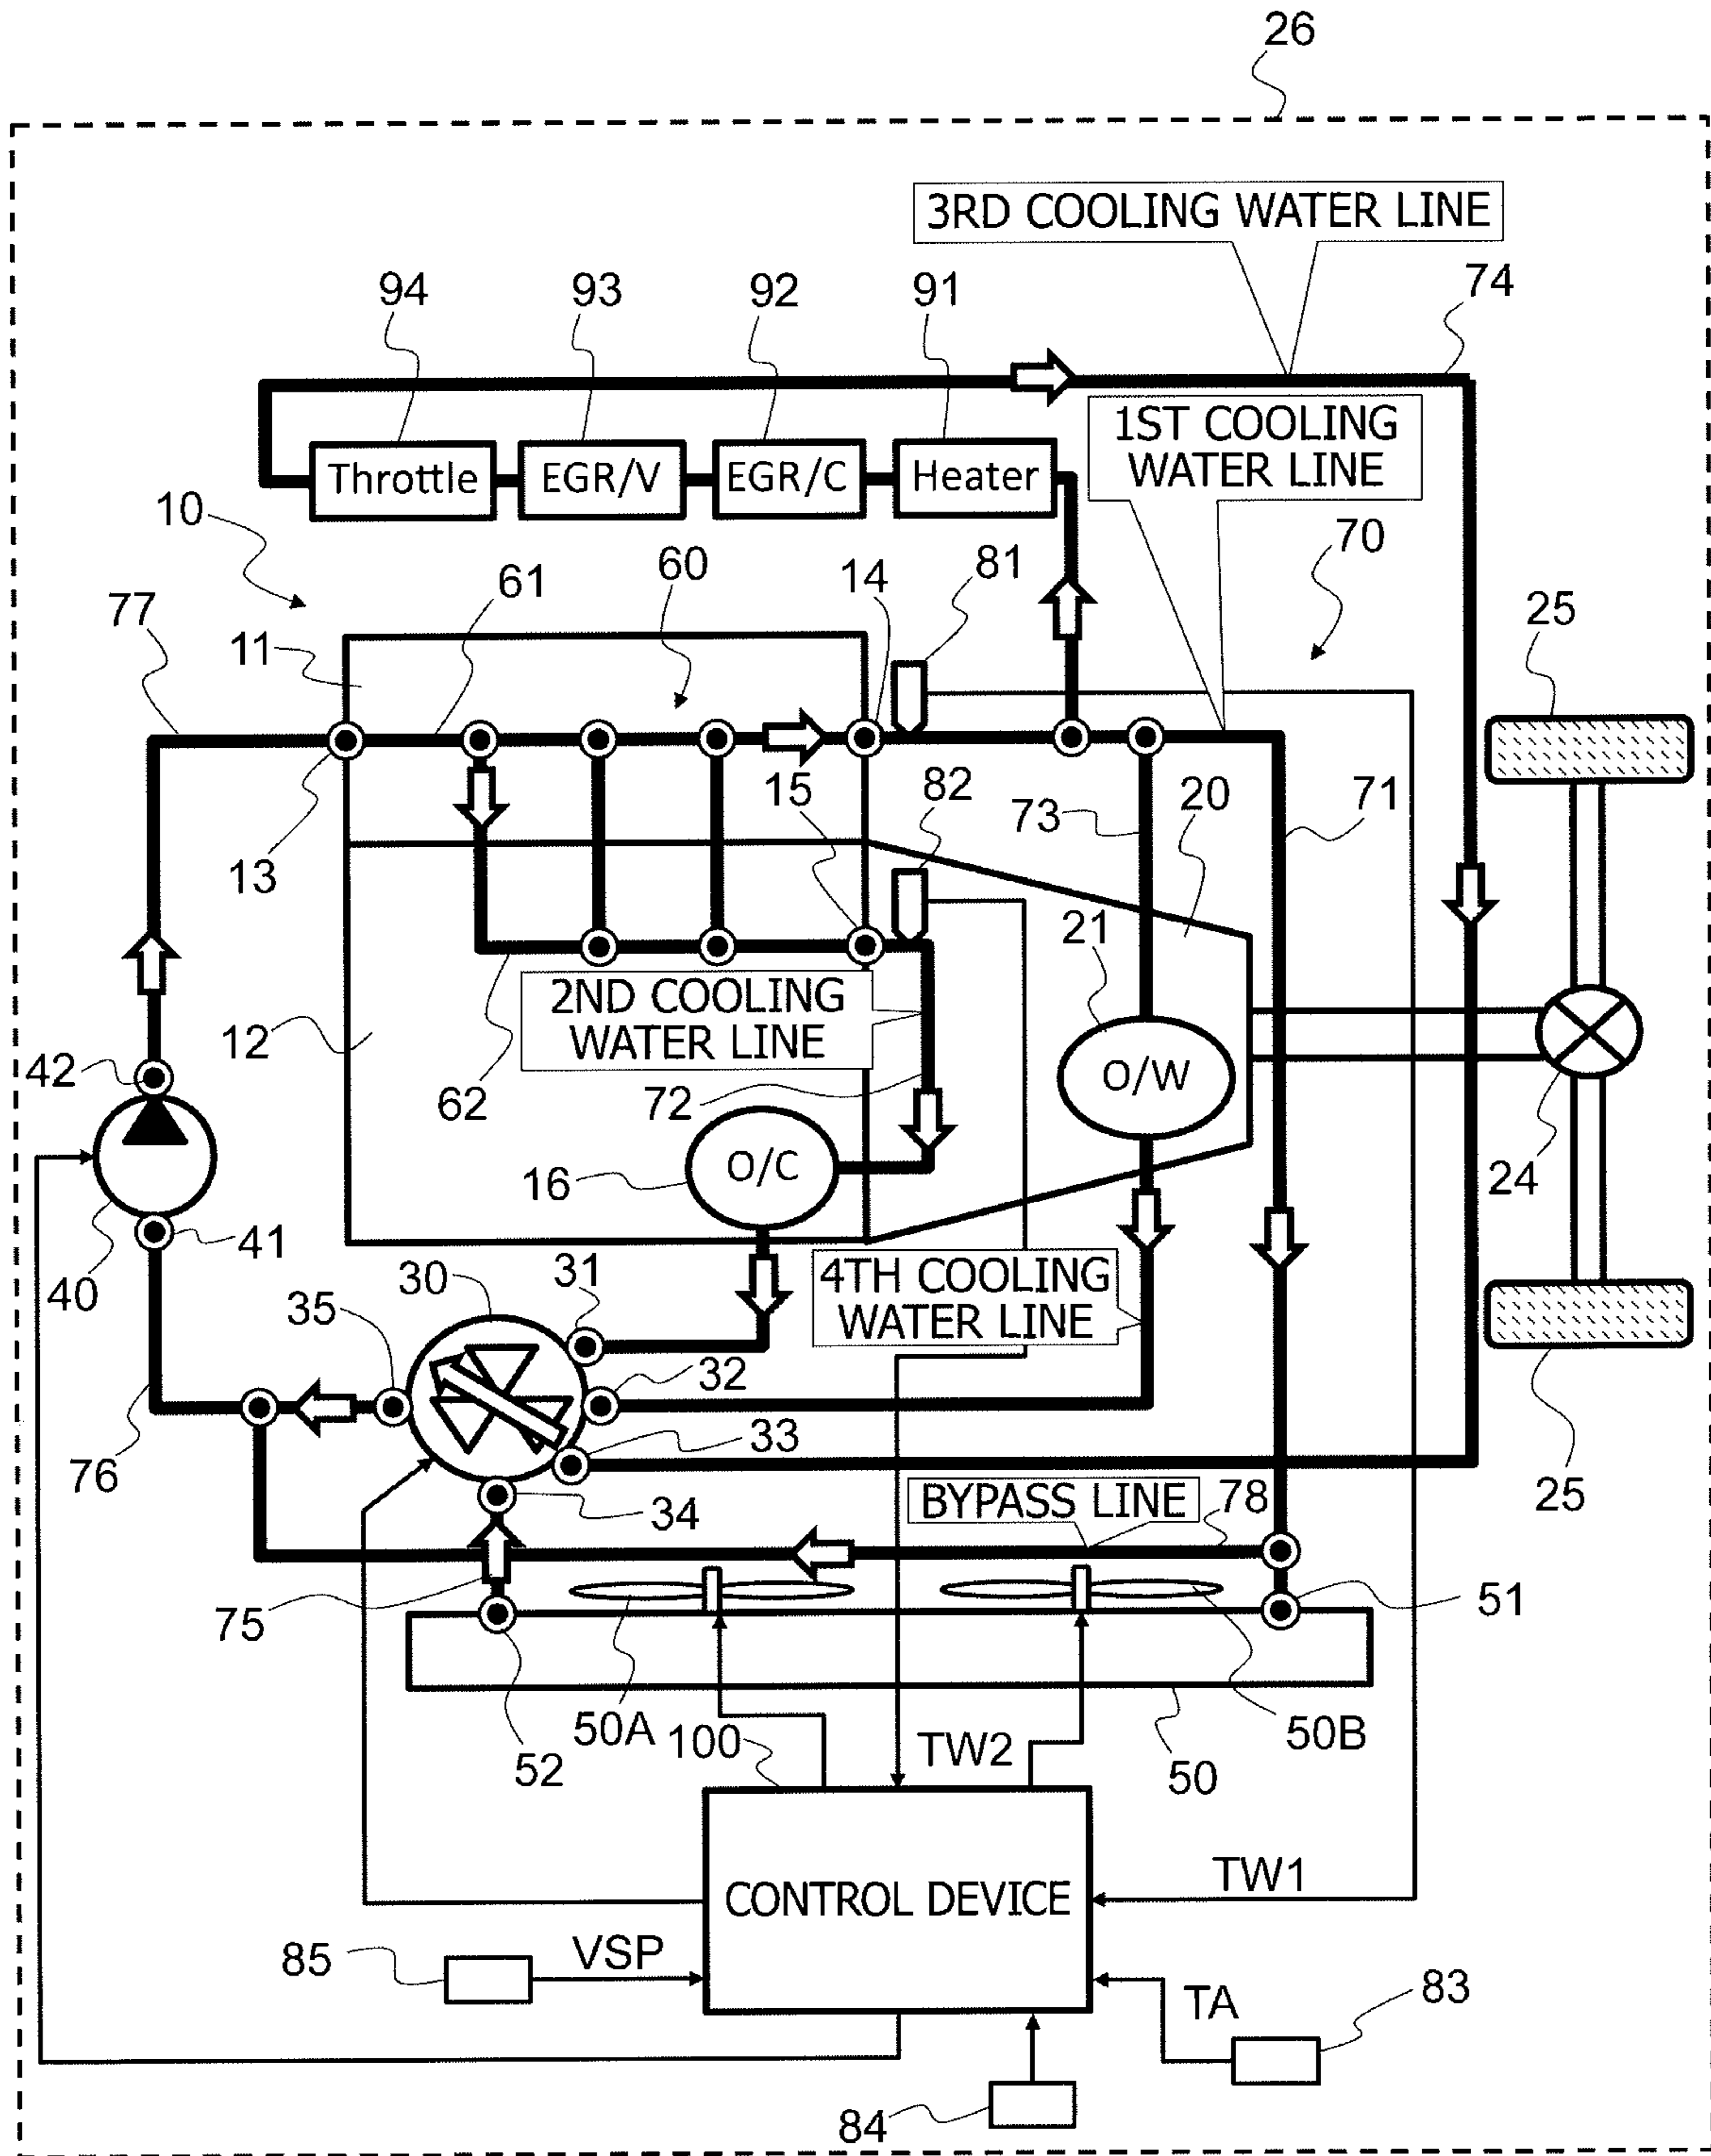 26
3RD COOLING WATER LINE
74
94
93
92
91
1ST COOLING
WATER LINE
Throttle
EGR/V
EGR/C
Heater
10
70
60
14
81
61
77
25
11
15
82
20
71
73
13
21
2ND COOLING
WATER LINE
12
O/W
42
62
72
24
16
O/C
41
40
30
31
4TH COOLING
WATER LINE
35
32
33
76
25
BYPASS LINE
78
34
51
75
50A
100
TW2
50B
52
50
CONTROL DEVICE
TW1
85
VSP
TA
83
84